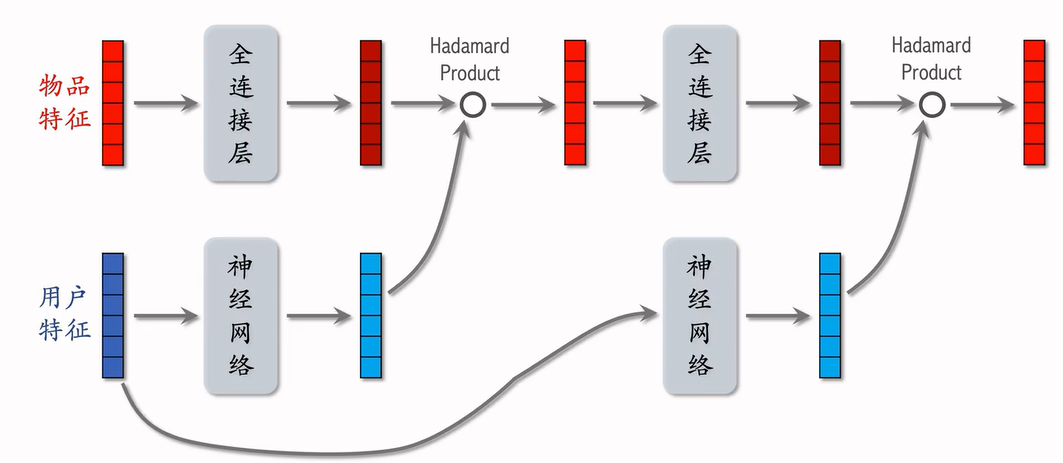 物品
特征
全连接层
Hadamard
Product
全连接层
Hadamard
Product
用户
特征
神经网络
神经网络